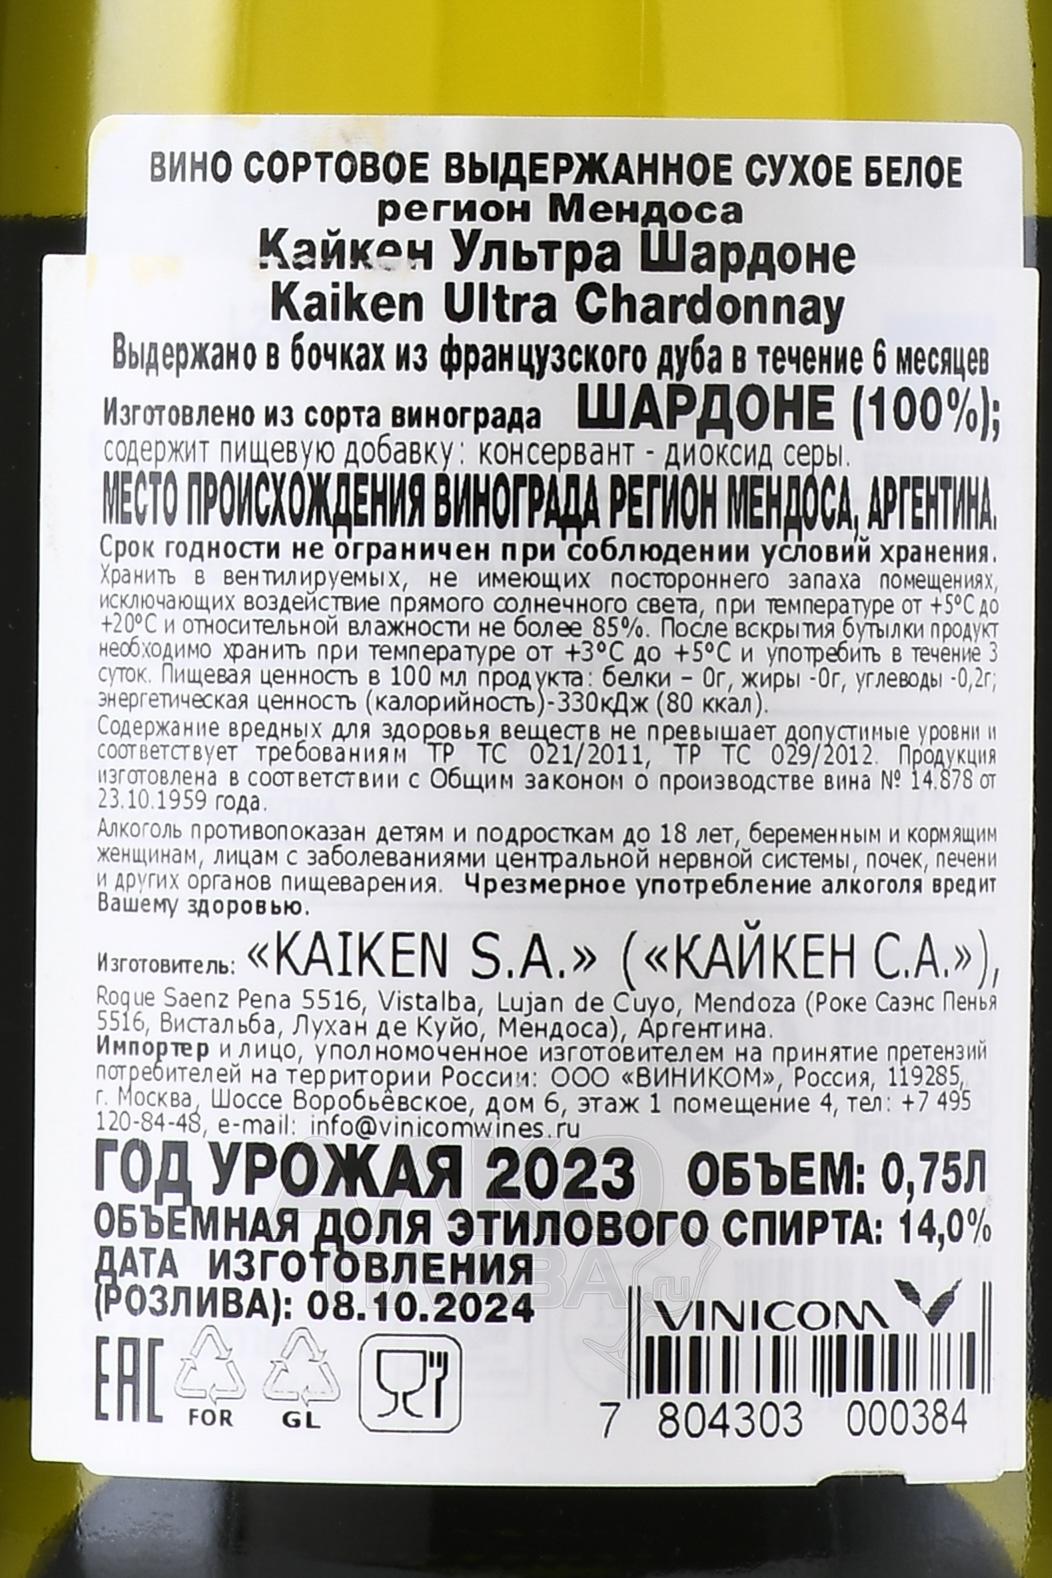 ВИНО СОРТОВОЕ ВЫДЕРЖАННОЕ СУХОЕ БЕЛОЕ
регион Мендоса
Кайкен Ультра Шардоне
Kaiken Ultra Chardonnay
Выдержано в бочках из французского дуба в течение 6 месяцев
Изготовлено из сорта винограда ШАРДОНЕ (100%);
содержит пищевую добавку: консервант - диоксид серы.
МЕСТО ПРОИСХОЖДЕНИЯ ВИНОГРАДА РЕГИОН МЕНДОСА, АРГЕНТИНА.
Срок годности не ограничен при соблюдении условий хранения.
Хранить в вентилируемых, не имеющих постороннего запаха помещениях,
исключающих воздействие прямого солнечного света, при температуре от +5°С до
+20°С и относительной влажности не более 85%. После вскрытия бутылки продукт
необходимо хранить при температуре от +3°С до +5°С и употребить в течение 3
суток. Пищевая ценность в 100 мл продукта: белки – 0г, жиры -0г, углеводы -0,2г;
энергетическая ценность (калорийность)-330кДж (80 ккал).
Содержание вредных для здоровья веществ не превышает допустимые уровни и
соответствует требованиям ТР ТС 021/2011, ТР ТС 029/2012. Продукция
изготовлена в соответствии с Общим законом о производстве вина № 14.878 от
23.10.1959 года.
Алкоголь противопоказан детям и подросткам до 18 лет, беременным и кормящим
женщинам, лицам с заболеваниями центральной нервной системы, почек, печени
и других органов пищеварения. Чрезмерное употребление алкоголя вредит
Вашему здоровью.
Изготовитель: «KAIKEN S.A.» («КАЙКЕН С.А.»),
Roque Saenz Pena 5516, Vistalba, Lujan de Cuyo, Mendoza (Роке Саэнс Пенья
5516, Вистальба, Лухан де Куйо, Мендоса), Аргентина.
Импортер и лицо, уполномоченное изготовителем на принятие претензий
потребителей на территории России: ООО «ВИНИКОМ», Россия, 119285,
г. Москва, Шоссе Воробьёвское, дом 6, этаж 1 помещение 4, тел: +7 495
120-84-48, e-mail: info@vinicomwines.ru
ГОД УРОЖАЯ 2023 ОБЪЕМ: 0,75Л
ОБЪЕМНАЯ ДОЛЯ ЭТИЛОВОГО СПИРТА: 14,0%
ДАТА ИЗГОТОВЛЕНИЯ
(РОЗЛИВА): 08.10.2024
VINICOM
EAC FOR GL
7 804303 000384